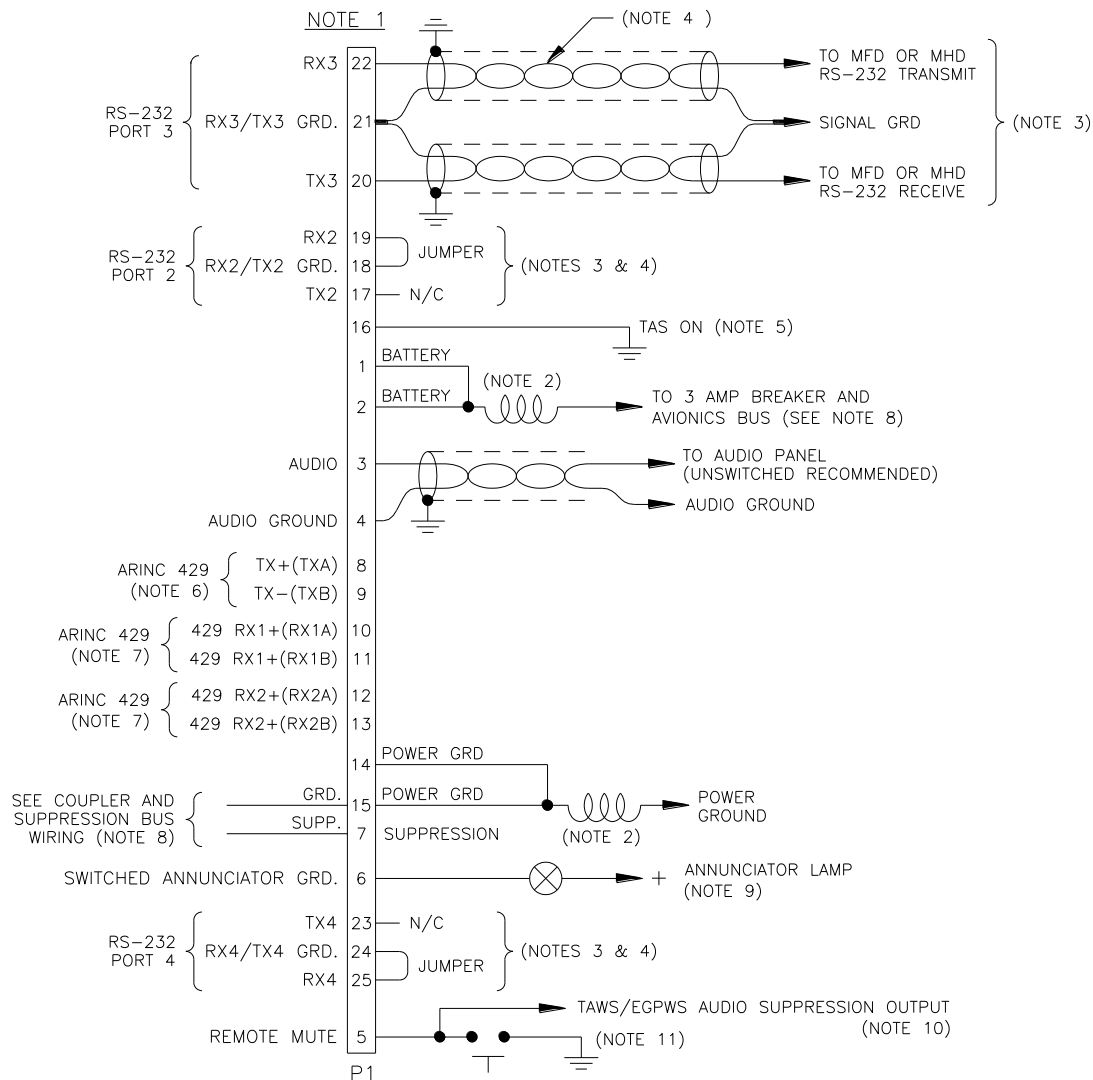 NOTE 1
(NOTE 4 )
RX3 22
TO MFD OR MHD
RS-232 TRANSMIT
RS-232
PORT 3
RX3/TX3 GRD. 21
SIGNAL GRD
(NOTE 3)
TX3 20
TO MFD OR MHD
RS-232 RECEIVE
RX2 19
JUMPER
RS-232
PORT 2
RX2/TX2 GRD. 18
(NOTES 3 & 4)
TX2 17 N/C
16 TAS ON (NOTE 5)
1 BATTERY
(NOTE 2)
2 BATTERY
TO 3 AMP BREAKER AND
AVIONICS BUS (SEE NOTE 8)
AUDIO 3
TO AUDIO PANEL
(UNSWITCHED RECOMMENDED)
AUDIO GROUND
AUDIO GROUND 4
ARINC 429
(NOTE 6)
TX+(TXA) 8
TX-(TXB) 9
ARINC 429
(NOTE 7)
429 RX1+(RX1A) 10
429 RX1+(RX1B) 11
ARINC 429
(NOTE 7)
429 RX2+(RX2A) 12
429 RX2+(RX2B) 13
14 POWER GRD
SEE COUPLER AND
SUPPRESSION BUS
WIRING (NOTE 8)
GRD. 15 POWER GRD
POWER
GROUND
(NOTE 2)
SUPP. 7 SUPPRESSION
SWITCHED ANNUNCIATOR GRD. 6
+ ANNUNCIATOR LAMP
(NOTE 9)
TX4 23 N/C
RS-232
PORT 4
RX4/TX4 GRD. 24
JUMPER
(NOTES 3 & 4)
RX4 25
TAWS/EGPWS AUDIO SUPPRESSION OUTPUT
(NOTE 10)
REMOTE MUTE 5
(NOTE 11)
P1